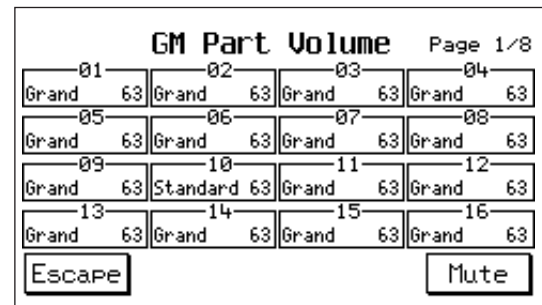 GM Part Volume Page 1/8
01 02 03 04
Grand 63 Grand 63 Grand 63 Grand 63
05 06 07 08
Grand 63 Grand 63 Grand 63 Grand 63
09 10 11 12
Grand 63 Standard 63 Grand 63 Grand 63
13 14 15 16
Grand 63 Grand 63 Grand 63 Grand 63
Escape Mute